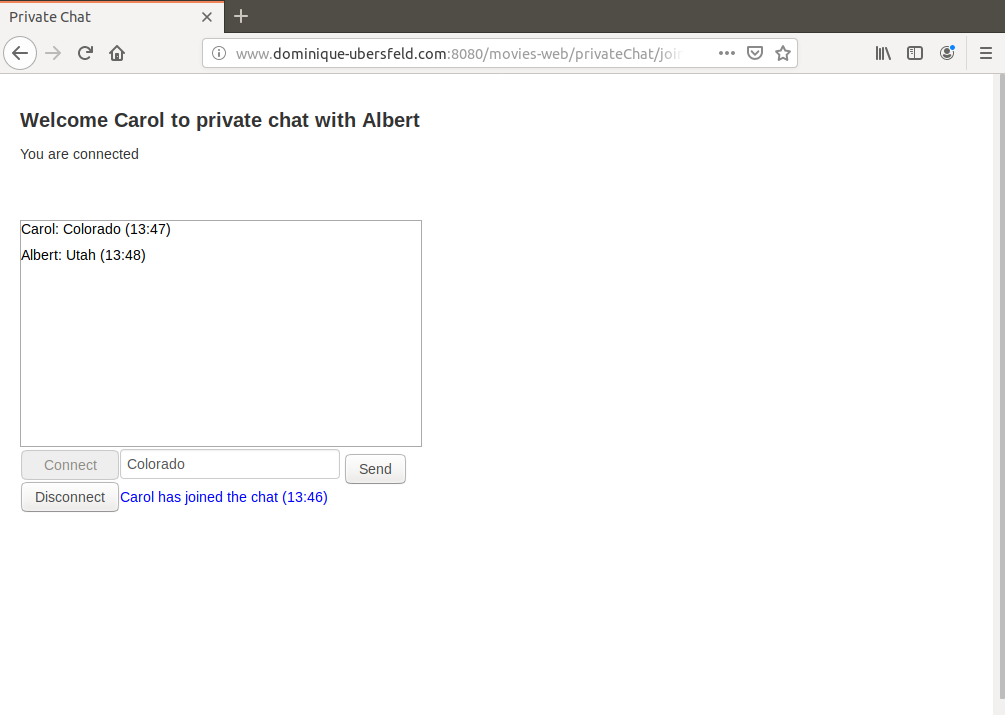 Private Chat
www.dominique-ubersfeld.com:8080/movies-web/privateChat/join
Welcome Carol to private chat with Albert
You are connected
Carol: Colorado (13:47)
Albert: Utah (13:48)
Connect
Colorado
Send
Disconnect
Carol has joined the chat (13:46)